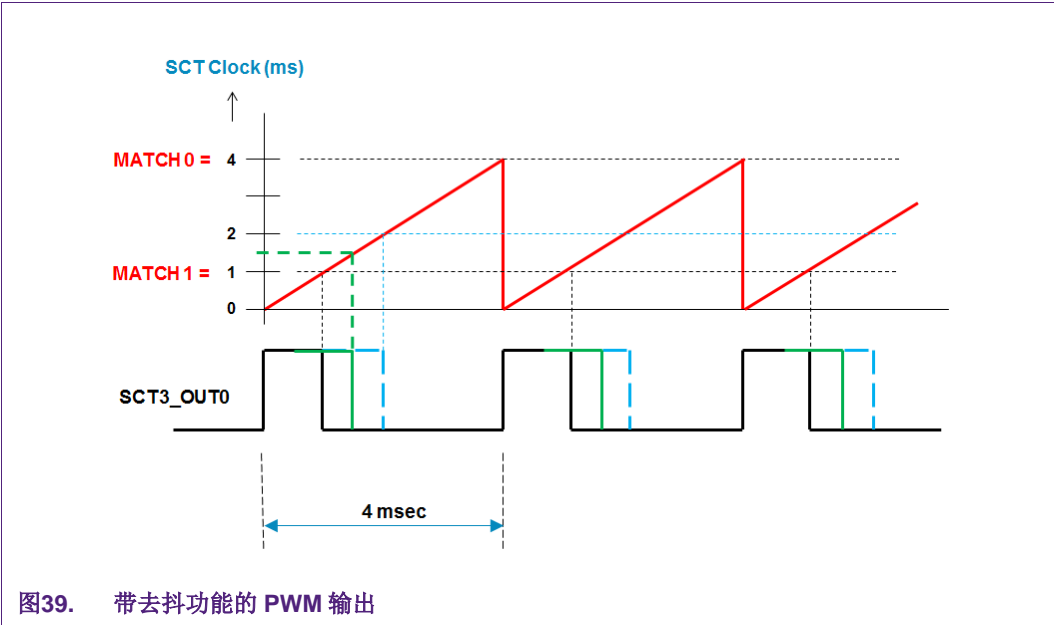 SCT Clock (ms)
MATCH 0 = 4
2
MATCH 1 = 1
0
SCT3_OUT0
4 msec
图39. 带去抖功能的 PWM 输出